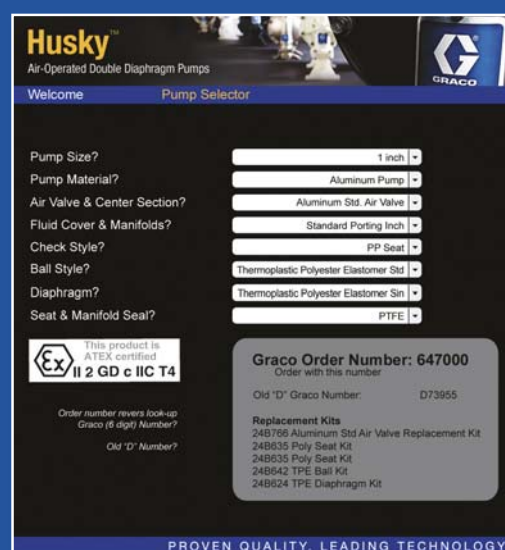 Husky™
Air-Operated Double Diaphragm Pumps
GRACO
Welcome Pump Selector
Pump Size? 1 inch
Pump Material? Aluminum Pump
Air Valve & Center Section? Aluminum Std. Air Valve
Fluid Cover & Manifolds? Standard Porting Inch
Check Style? PP Seat
Ball Style? Thermoplastic Polyester Elastomer Std
Diaphragm? Thermoplastic Polyester Elastomer Sin
Seat & Manifold Seal? PTFE
This product is
ATEX certified
Ex II 2 GD c IIC T4
Order number revers look-up
Graco (6 digit) Number?
Old "D" Number?
Graco Order Number: 647000
Order with this number
Old "D" Graco Number: D73955
Replacement Kits
24B766 Aluminum Std Air Valve Replacement Kit
24B635 Poly Seat Kit
24B635 Poly Seat Kit
24B642 TPE Ball Kit
24B624 TPE Diaphragm Kit
PROVEN QUALITY. LEADING TECHNOLOGY